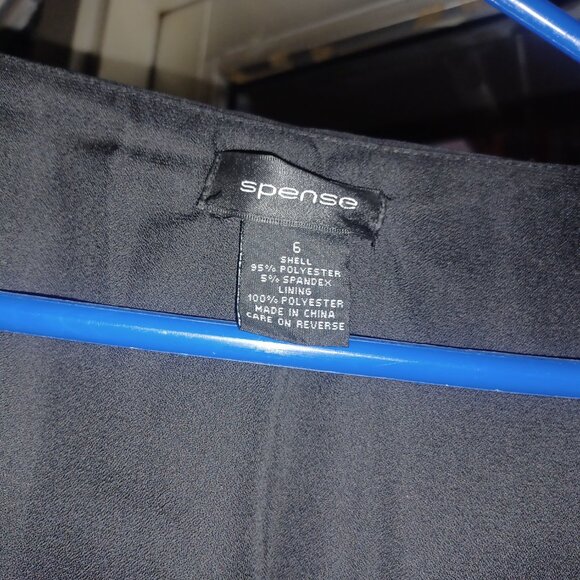 spense
6
SHELL
95% POLYESTER
5% SPANDEX
LINING
100% POLYESTER
MADE IN CHINA
CARE ON REVERSE